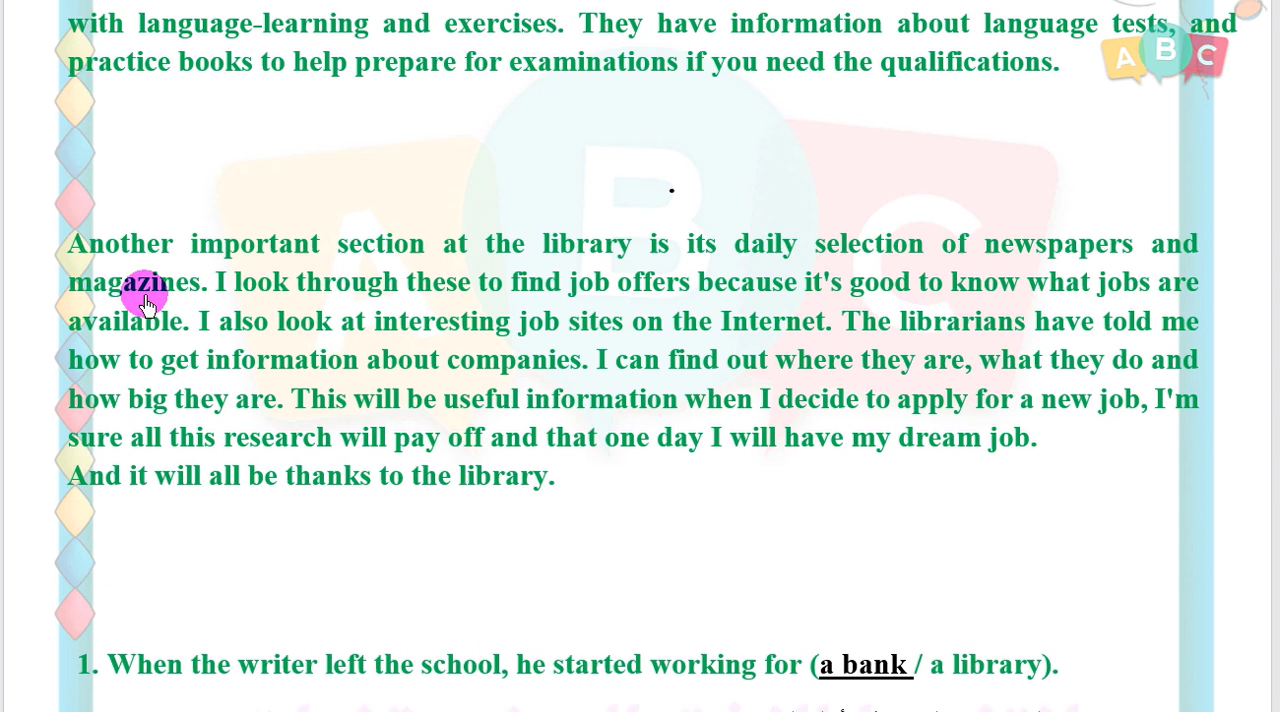 with language-learning and exercises. They have information about language tests, and
practice books to help prepare for examinations if you need the qualifications.
A B C
A B C
.
Another important section at the library is its daily selection of newspapers and
magazines. I look through these to find job offers because it's good to know what jobs are
available. I also look at interesting job sites on the Internet. The librarians have told me
how to get information about companies. I can find out where they are, what they do and
how big they are. This will be useful information when I decide to apply for a new job, I'm
sure all this research will pay off and that one day I will have my dream job.
And it will all be thanks to the library.
1. When the writer left the school, he started working for (a bank / a library).